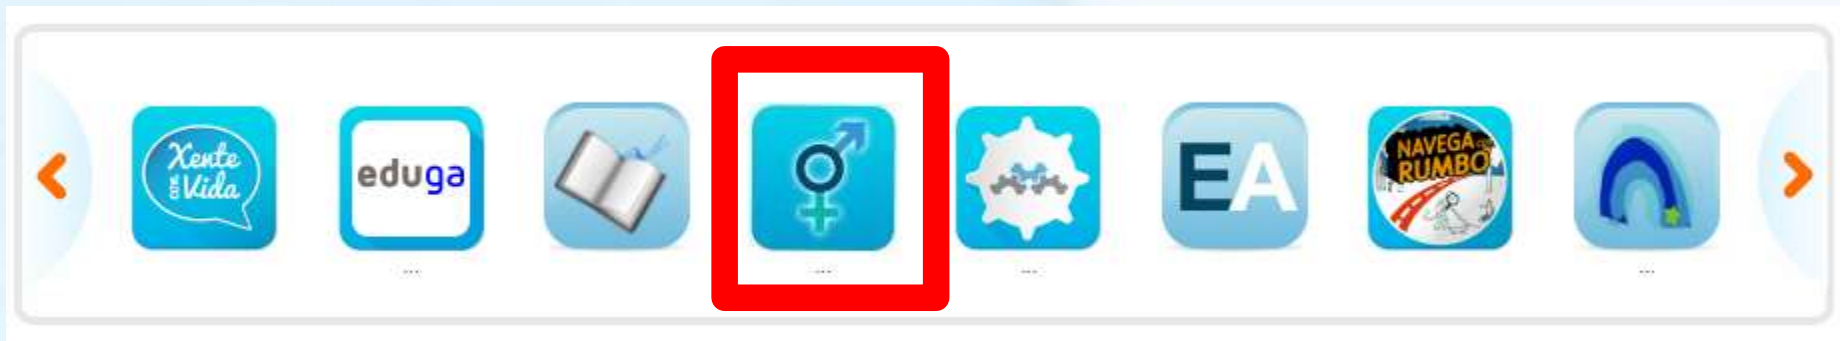 Xente
con
Vida
eduga
...
...
...
EA
NAVEGA CON
RUMBO
...